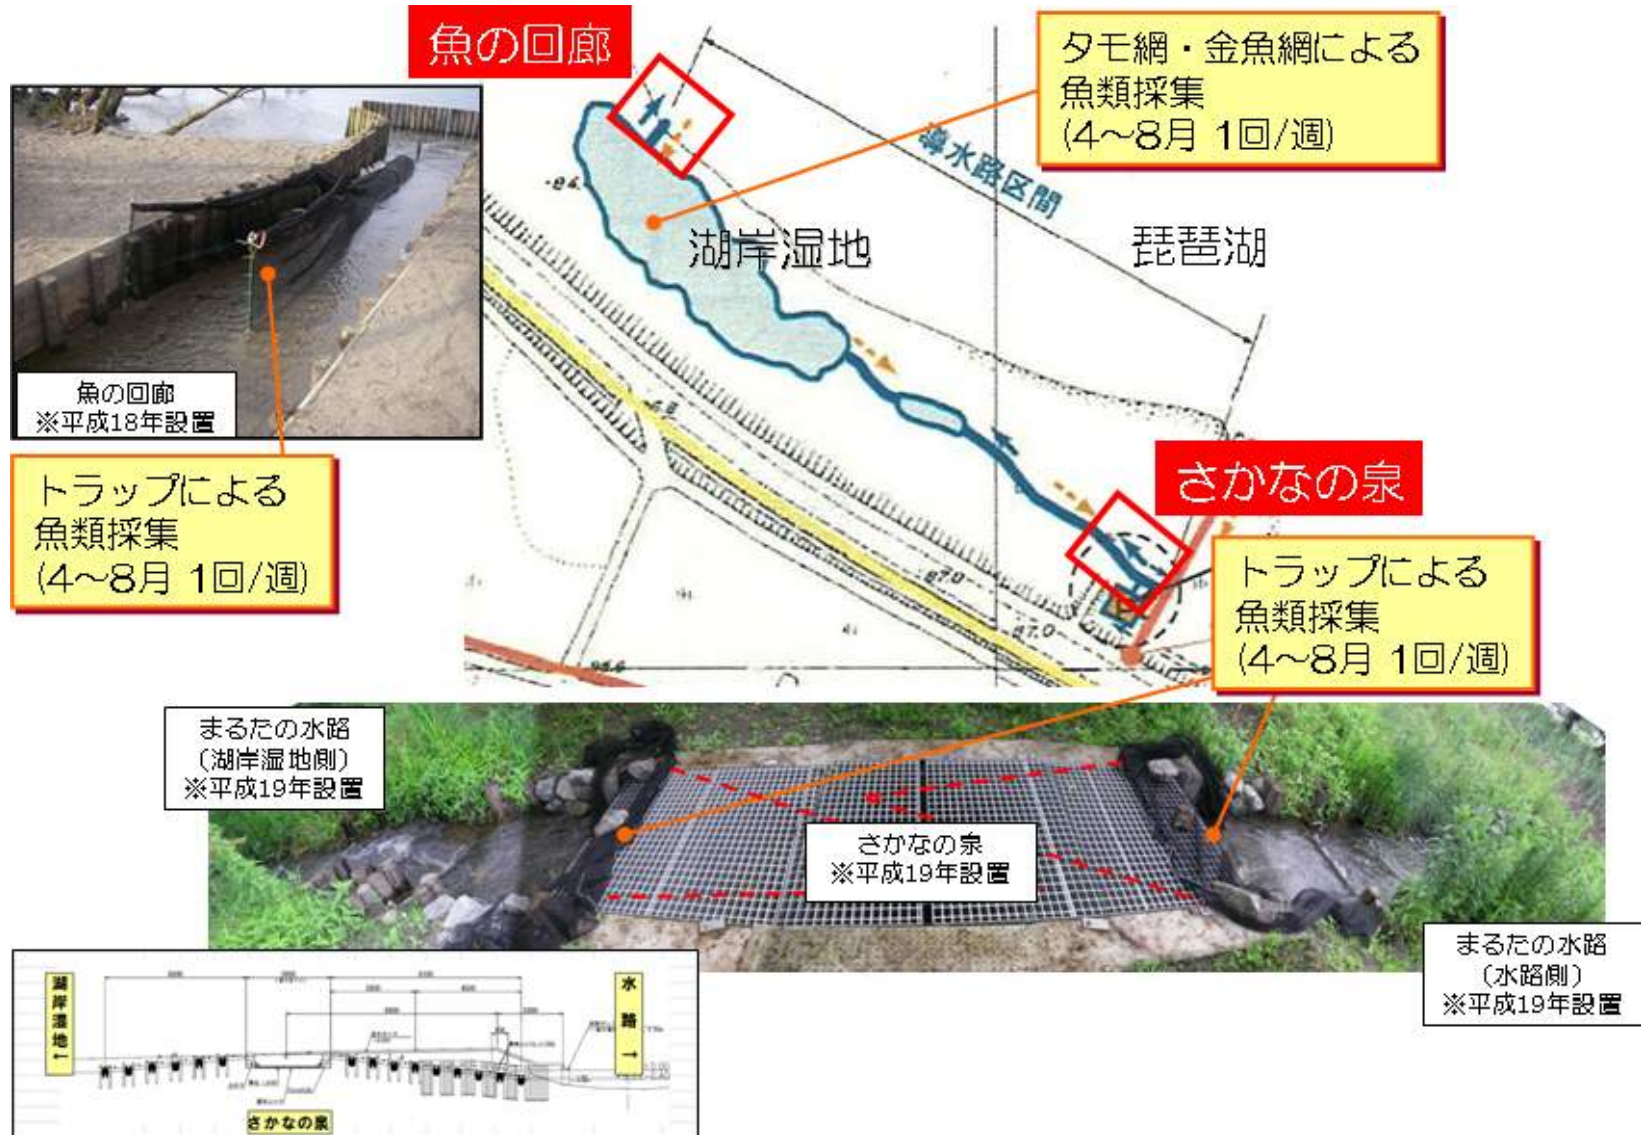 魚の回廊
タモ網・金魚網による
魚類採集
(4～8月 1回/週)
導水路区間
-84.
湖岸湿地
琵琶湖
魚の回廊
※平成18年設置
トラップによる
魚類採集
(4～8月 1回/週)
さかなの泉
トラップによる
魚類採集
(4～8月 1回/週)
87.0
87.0
P
まるたの水路
(湖岸湿地側)
※平成19年設置
さかなの泉
※平成19年設置
まるたの水路
(水路側)
※平成19年設置
湖岸湿地↑
水路→
さかなの泉